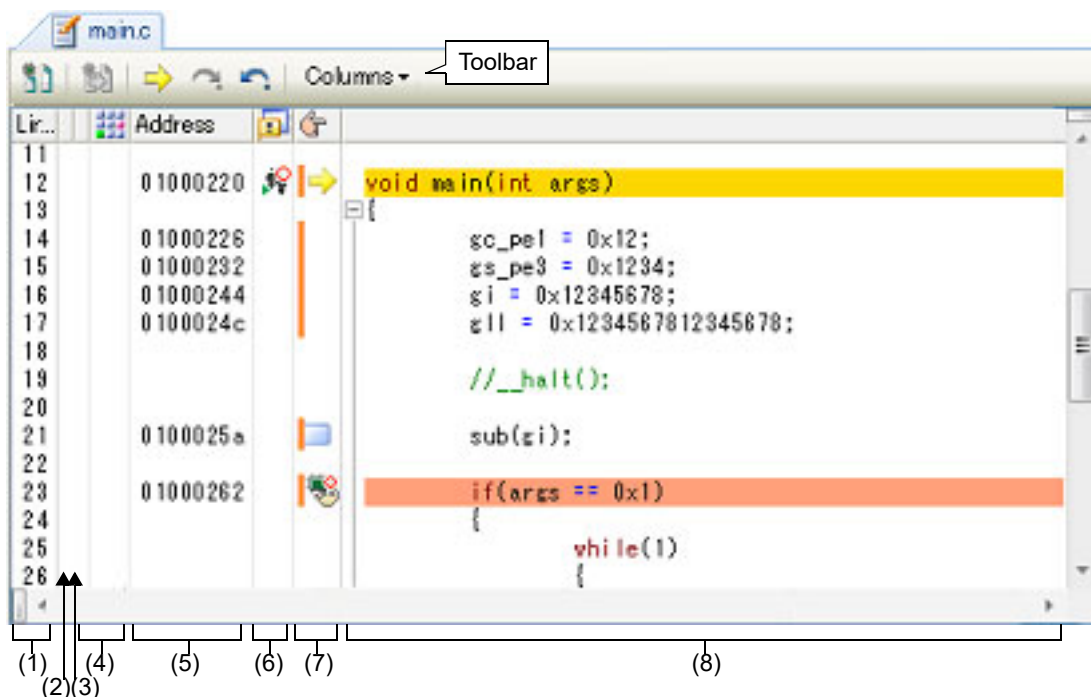 main.c
Columns
Toolbar
Lir... Address
11
12 01000220 void main(int args)
13 {
14 01000226 gc_pe1 = 0x12;
15 01000232 gs_pe3 = 0x1234;
16 01000244 gi = 0x12345678;
17 0100024c gll = 0x1234567812345678;
18
19 //__halt();
20
21 0100025a sub(gi);
22
23 01000262 if(args == 0x1)
24 {
25 while(1)
26 {
(1) (4) (5) (6) (7) (8)
(2)(3)